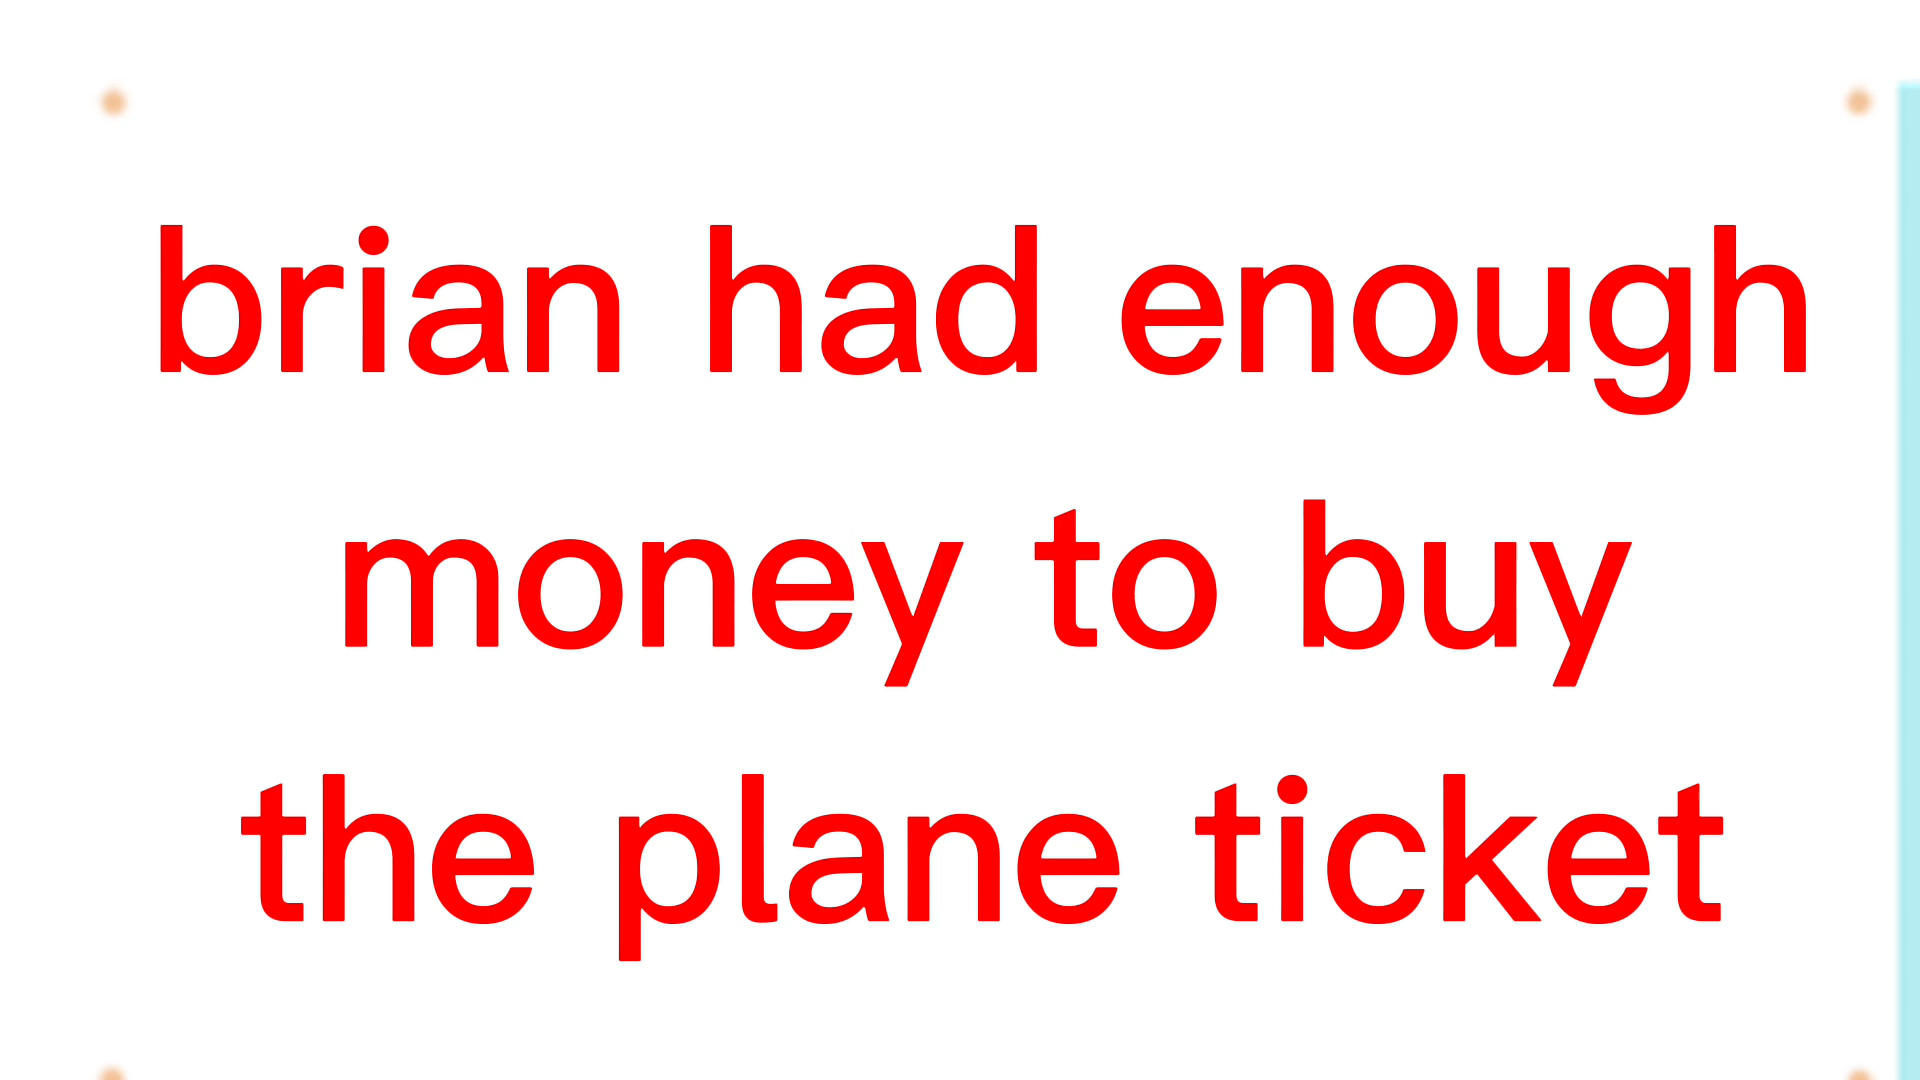 brian had enough
money to buy
the plane ticket